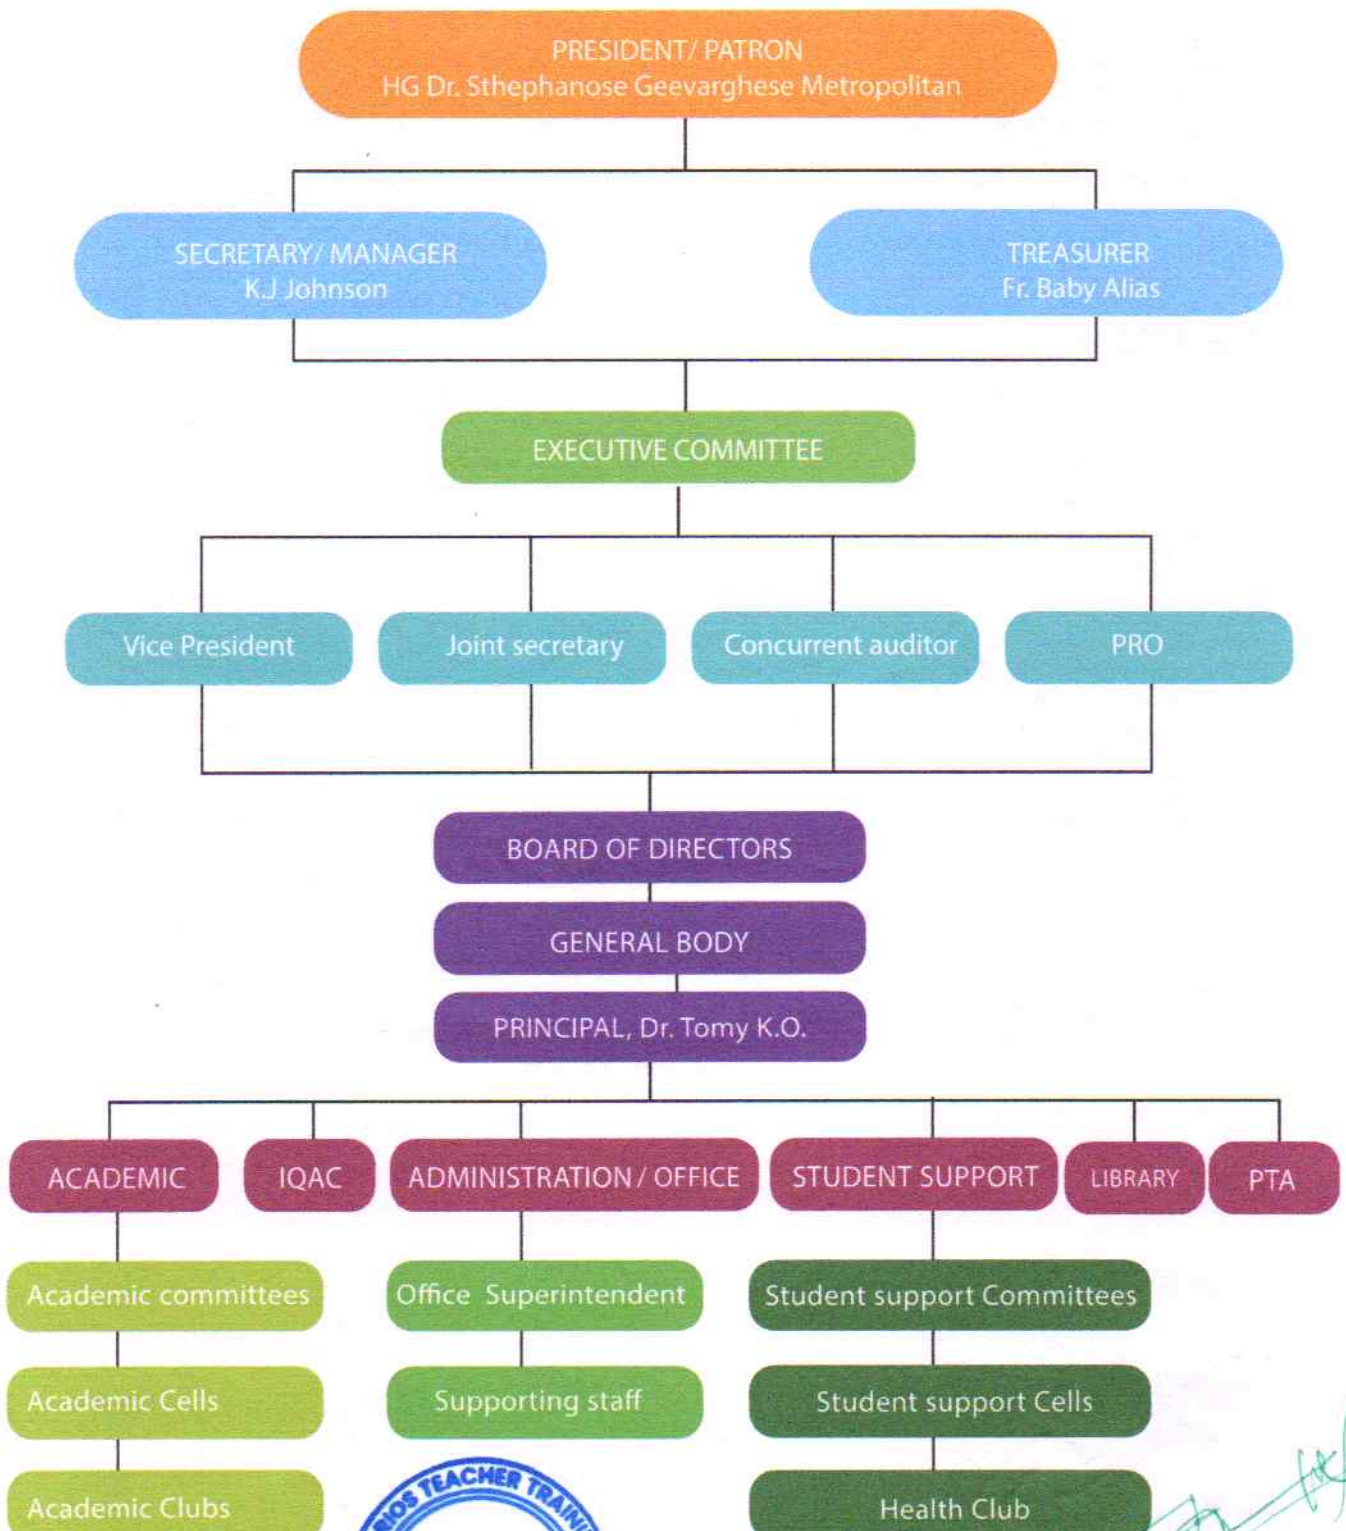 PRESIDENT/ PATRON
HG Dr. Sthephanose Geevarghese Metropolitan
SECRETARY/ MANAGER
K.J Johnson
TREASURER
Fr. Baby Alias
EXECUTIVE COMMITTEE
Vice President
Joint secretary
Concurrent auditor
PRO
BOARD OF DIRECTORS
GENERAL BODY
PRINCIPAL, Dr. Tomy K.O.
ACADEMIC
IQAC
ADMINISTRATION / OFFICE
STUDENT SUPPORT
LIBRARY
PTA
Academic committees
Office Superintendent
Student support Committees
Academic Cells
Supporting staff
Student support Cells
Academic Clubs
Health Club
TEACHER